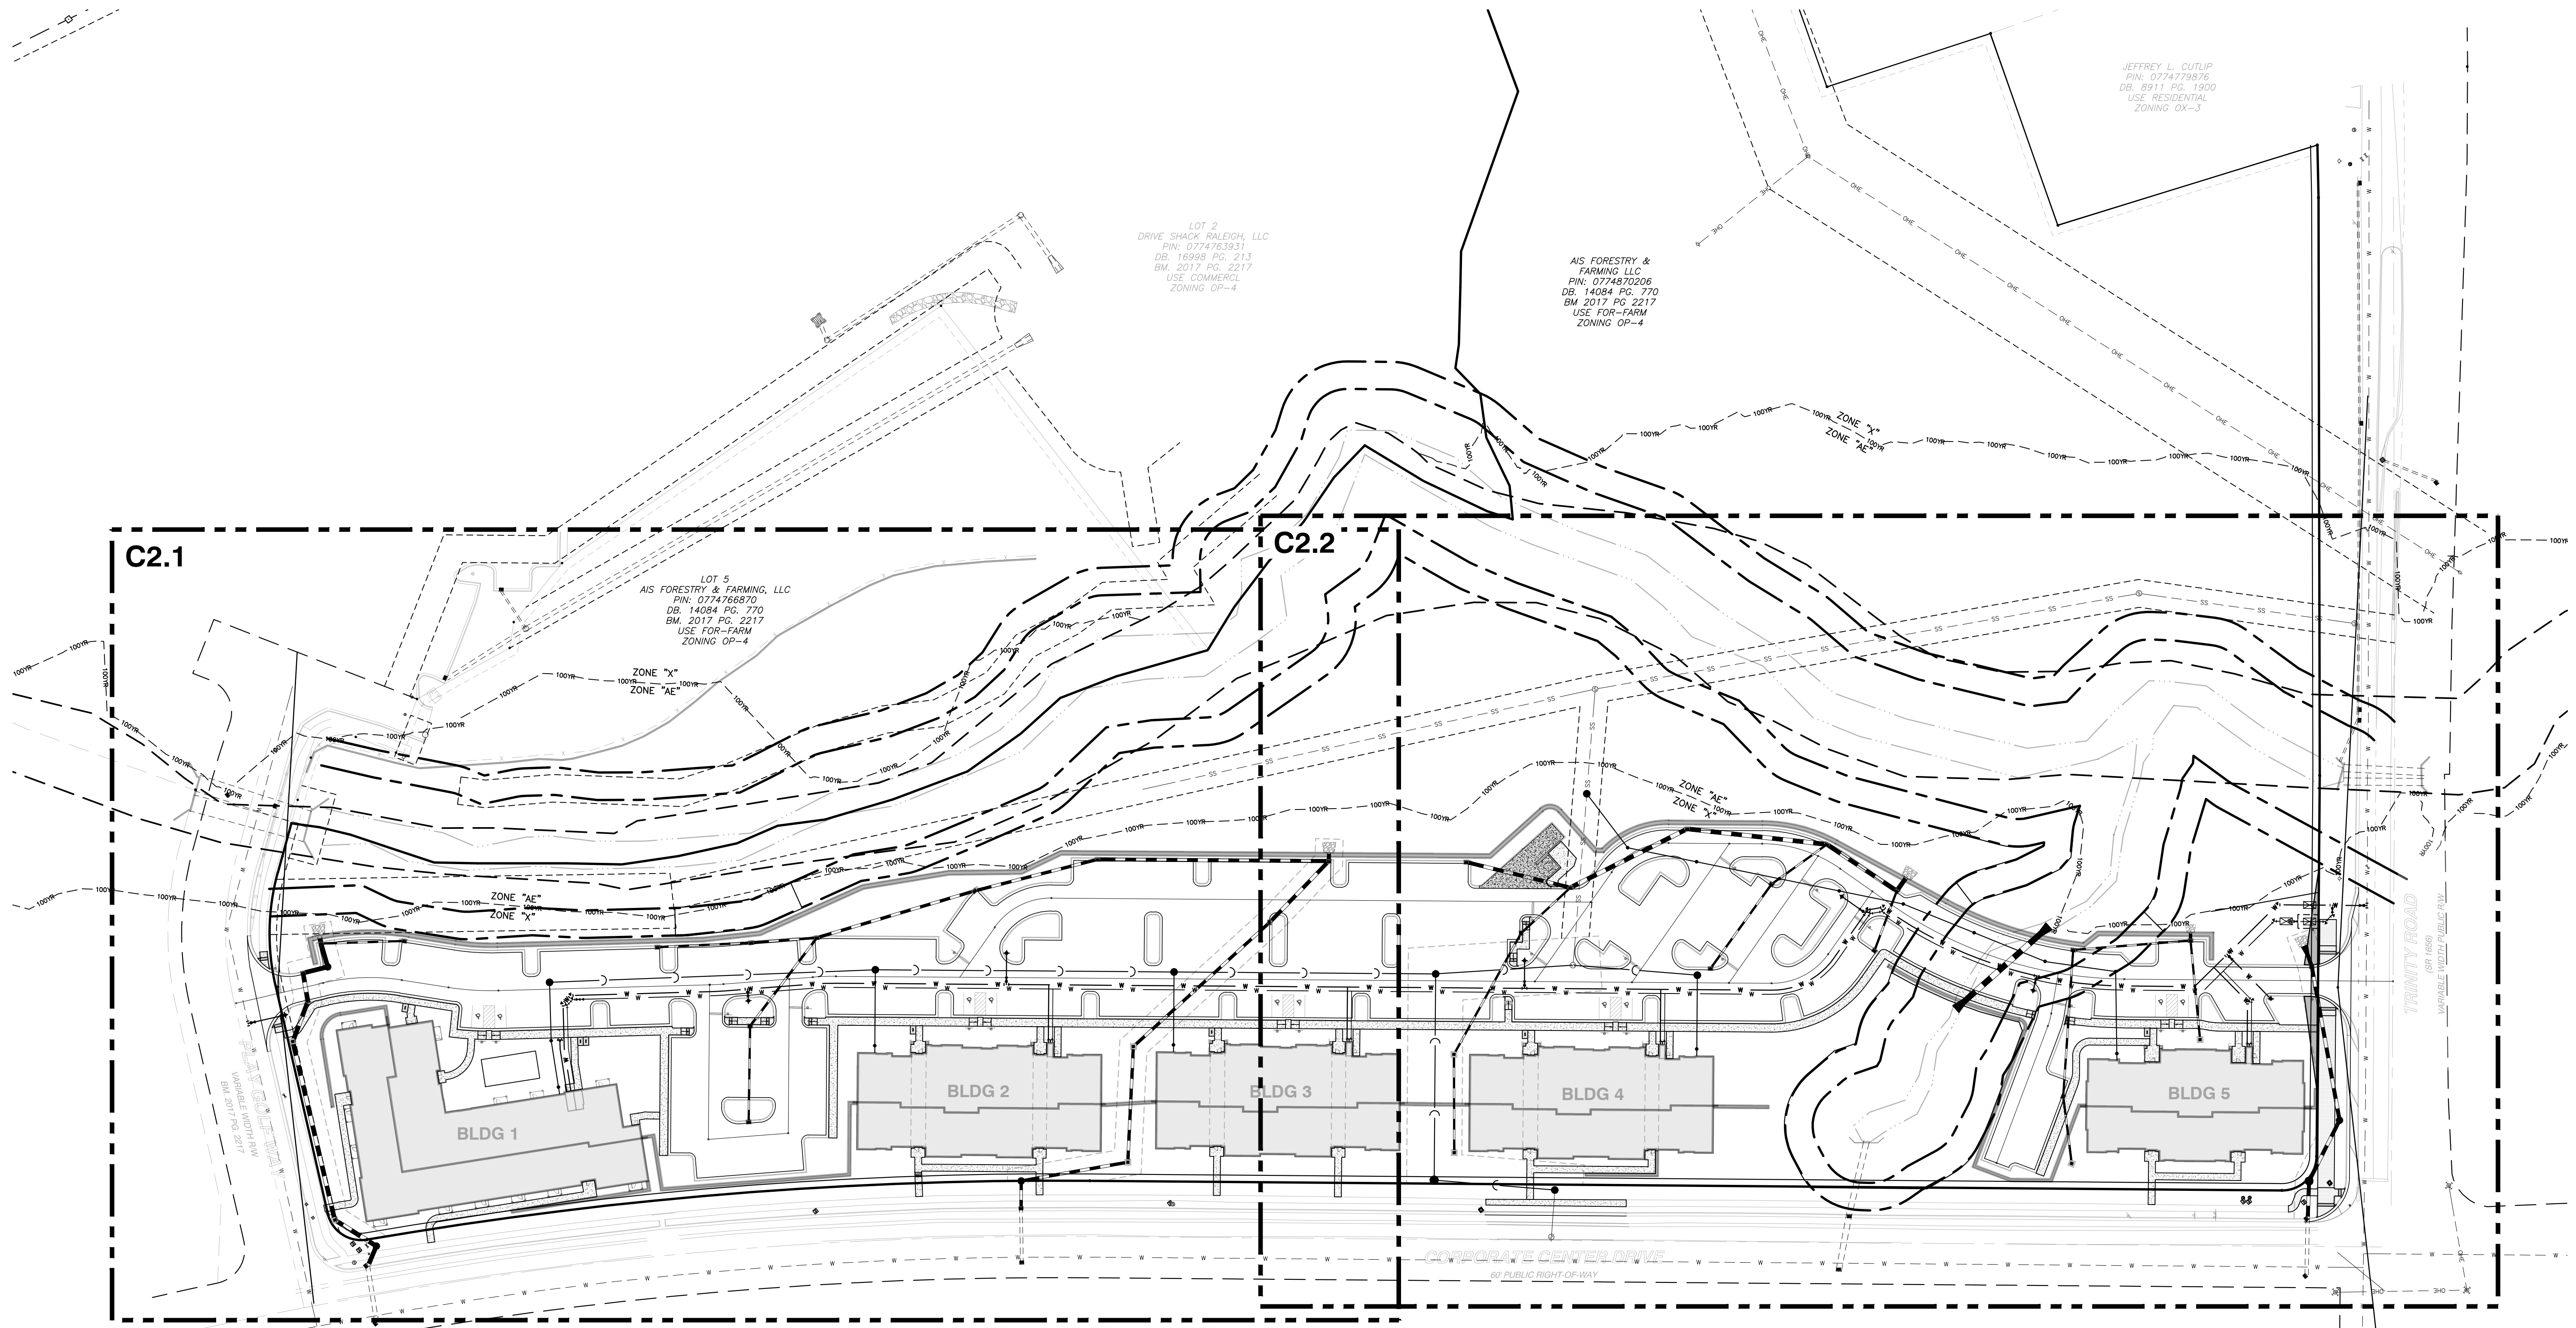 JEFFREY L. CUTLIP
PIN: 0774779876
DB. 8911 PG. 1900
USE RESIDENTIAL
ZONING OX-3
LOT 2
DRIVE SHACK RALEIGH, LLC
PIN: 0774763931
DB. 16998 PG. 213
BM. 2017 PG. 2217
USE COMMERCL
ZONING OP-4
AIS FORESTRY &
FARMING LLC
PIN: 0774870206
DB. 14084 PG. 770
BM 2017 PG 2217
USE FOR-FARM
ZONING OP-4
ZONE "X"
ZONE "AE"
C2.1
C2.2
LOT 5
AIS FORESTRY & FARMING, LLC
PIN: 0774766870
DB. 14084 PG. 770
BM. 2017 PG. 2217
USE FOR-FARM
ZONING OP-4
ZONE "X"
ZONE "AE"
ZONE "AE"
ZONE "X"
ZONE "AE"
ZONE "X"
100YR
OHE
SS
W
BLDG 1
BLDG 2
BLDG 3
BLDG 4
BLDG 5
TRINITY ROAD
(SR 1656)
VARIABLE WIDTH PUBLIC R/W
PLAY GOLF WAY
VARIABLE WIDTH R/W
BM. 2017 PG. 2217
CORPORATE CENTER DRIVE
60' PUBLIC RIGHT-OF-WAY